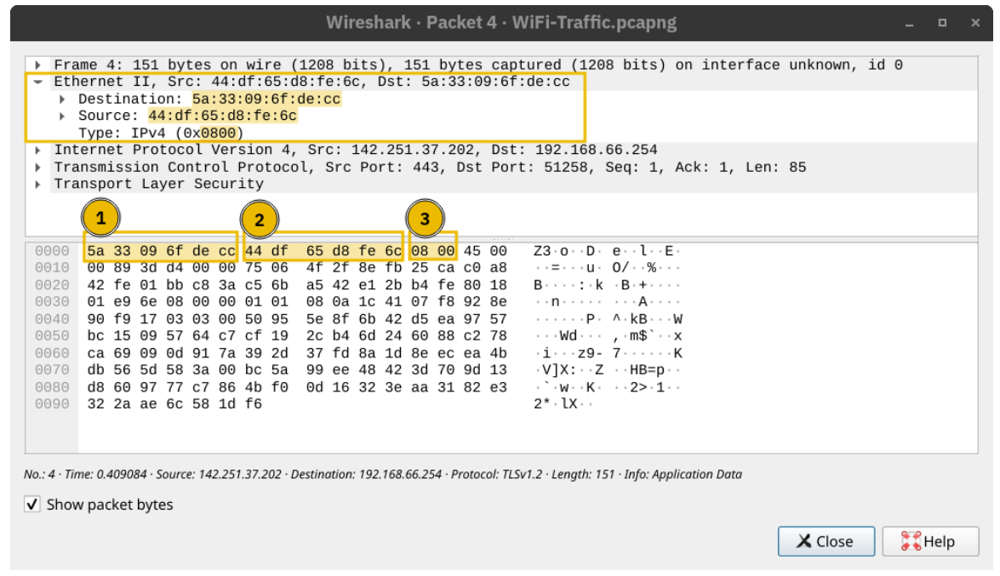 Wireshark · Packet 4 · WiFi-Traffic.pcapng
Frame 4: 151 bytes on wire (1208 bits), 151 bytes captured (1208 bits) on interface unknown, id 0
Ethernet II, Src: 44:df:65:d8:fe:6c, Dst: 5a:33:09:6f:de:cc
Destination: 5a:33:09:6f:de:cc
Source: 44:df:65:d8:fe:6c
Type: IPv4 (0x0800)
Internet Protocol Version 4, Src: 142.251.37.202, Dst: 192.168.66.254
Transmission Control Protocol, Src Port: 443, Dst Port: 51258, Seq: 1, Ack: 1, Len: 85
Transport Layer Security
1 2 3
0000 5a 33 09 6f de cc 44 df 65 d8 fe 6c 08 00 45 00 Z3·o··D· e··l··E·
0010 00 89 3d d4 00 00 75 06 4f 2f 8e fb 25 ca c0 a8 ··=···u· O/··%···
0020 42 fe 01 bb c8 3a c5 6b a5 42 e1 2b b4 fe 80 18 B····:·k ·B·+····
0030 01 e9 6e 08 00 00 01 01 08 0a 1c 41 07 f8 92 8e ··n····· ···A····
0040 90 f9 17 03 03 00 50 95 5e 8f 6b 42 d5 ea 97 57 ······P· ^·kB···W
0050 bc 15 09 57 64 c7 cf 19 2c b4 6d 24 60 88 c2 78 ···Wd··· ,·m$`··x
0060 ca 69 09 0d 91 7a 39 2d 37 fd 8a 1d 8e ec ea 4b ·i···z9- 7······K
0070 db 56 5d 58 3a 00 bc 5a 99 ee 48 42 3d 70 9d 13 ·V]X:··Z ··HB=p··
0080 d8 60 97 77 c7 86 4b f0 0d 16 32 3e aa 31 82 e3 ·`·w··K· ··2>·1··
0090 32 2a ae 6c 58 1d f6 2*·lX··
No.: 4 · Time: 0.409084 · Source: 142.251.37.202 · Destination: 192.168.66.254 · Protocol: TLSv1.2 · Length: 151 · Info: Application Data
Show packet bytes
Close Help